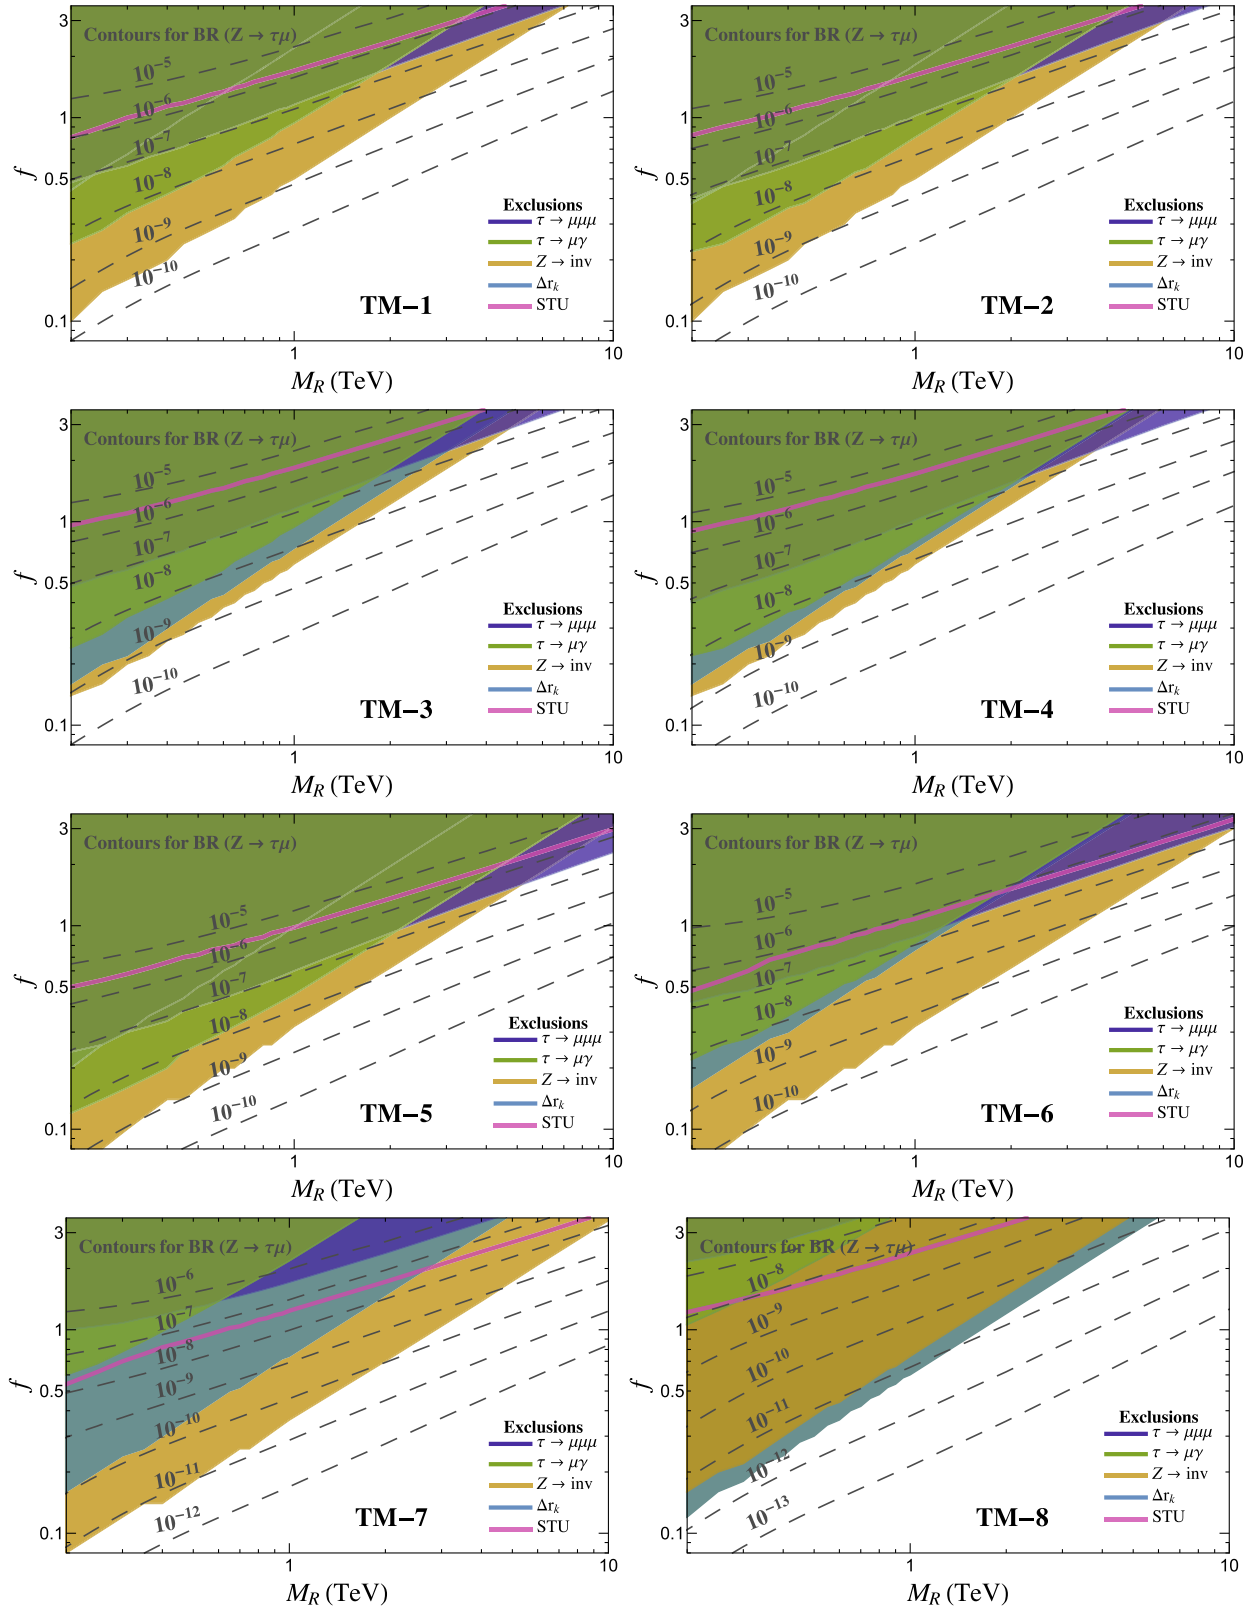 Contours for BR (Z → τμ)
3
1
0.5
0.1
f
10⁻⁵
10⁻⁶
10⁻⁷
10⁻⁸
10⁻⁹
10⁻¹⁰
Exclusions
τ → μμμ
τ → μγ
Z → inv
Δrₖ
STU
TM−1
1
10
M_R (TeV)
Contours for BR (Z → τμ)
3
1
0.5
0.1
f
10⁻⁵
10⁻⁶
10⁻⁷
10⁻⁸
10⁻⁹
10⁻¹⁰
Exclusions
τ → μμμ
τ → μγ
Z → inv
Δrₖ
STU
TM−2
1
10
M_R (TeV)
Contours for BR (Z → τμ)
3
1
0.5
0.1
f
10⁻⁵
10⁻⁶
10⁻⁷
10⁻⁸
10⁻⁹
10⁻¹⁰
Exclusions
τ → μμμ
τ → μγ
Z → inv
Δrₖ
STU
TM−3
1
10
M_R (TeV)
Contours for BR (Z → τμ)
3
1
0.5
0.1
f
10⁻⁵
10⁻⁶
10⁻⁷
10⁻⁸
10⁻⁹
10⁻¹⁰
Exclusions
τ → μμμ
τ → μγ
Z → inv
Δrₖ
STU
TM−4
1
10
M_R (TeV)
Contours for BR (Z → τμ)
3
1
0.5
0.1
f
10⁻⁵
10⁻⁶
10⁻⁷
10⁻⁸
10⁻⁹
10⁻¹⁰
Exclusions
τ → μμμ
τ → μγ
Z → inv
Δrₖ
STU
TM−5
1
10
M_R (TeV)
Contours for BR (Z → τμ)
3
1
0.5
0.1
f
10⁻⁵
10⁻⁶
10⁻⁷
10⁻⁸
10⁻⁹
10⁻¹⁰
Exclusions
τ → μμμ
τ → μγ
Z → inv
Δrₖ
STU
TM−6
1
10
M_R (TeV)
Contours for BR (Z → τμ)
3
1
0.5
0.1
f
10⁻⁶
10⁻⁷
10⁻⁸
10⁻⁹
10⁻¹⁰
10⁻¹¹
10⁻¹²
Exclusions
τ → μμμ
τ → μγ
Z → inv
Δrₖ
STU
TM−7
1
10
M_R (TeV)
Contours for BR (Z → τμ)
3
1
0.5
0.1
f
10⁻⁸
10⁻⁹
10⁻¹⁰
10⁻¹¹
10⁻¹²
10⁻¹³
Exclusions
τ → μμμ
τ → μγ
Z → inv
Δrₖ
STU
TM−8
1
10
M_R (TeV)